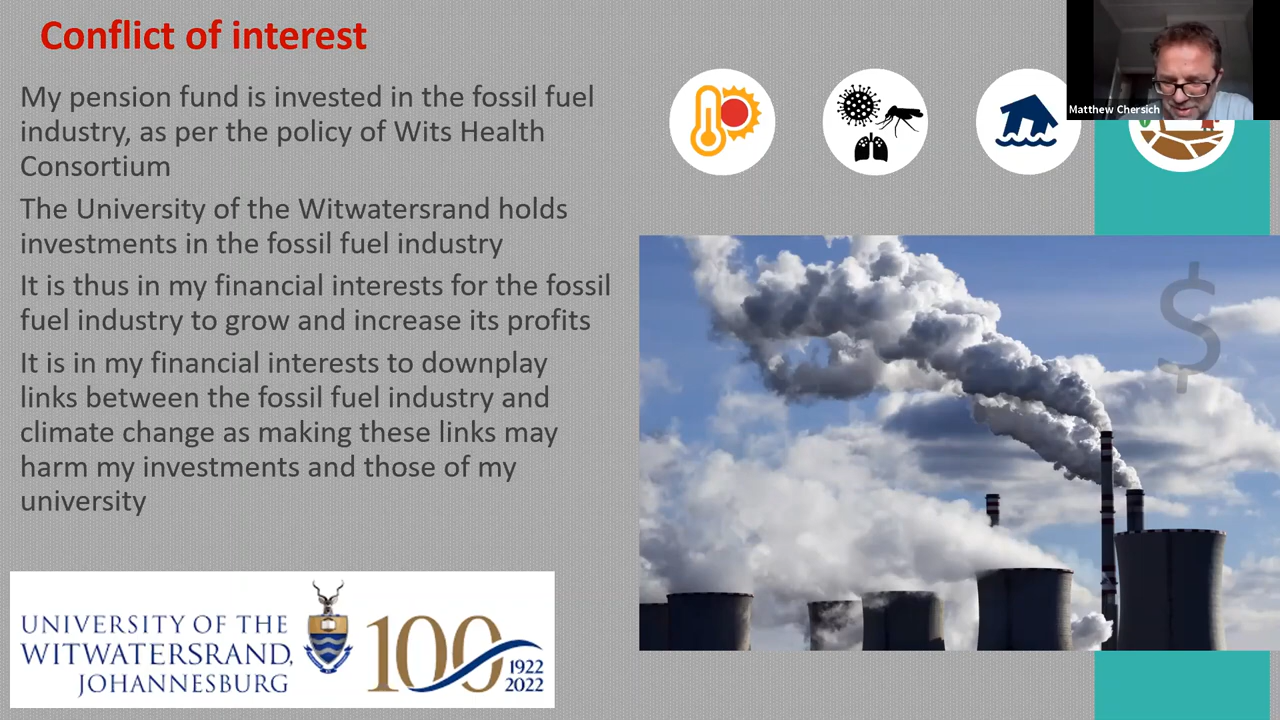 Conflict of interest
My pension fund is invested in the fossil fuel
industry, as per the policy of Wits Health
Consortium
The University of the Witwatersrand holds
investments in the fossil fuel industry
It is thus in my financial interests for the fossil
fuel industry to grow and increase its profits
It is in my financial interests to downplay
links between the fossil fuel industry and
climate change as making these links may
harm my investments and those of my
university
Matthew Chersich
$
UNIVERSITY OF THE
WITWATERSRAND,
JOHANNESBURG
100
1922
2022